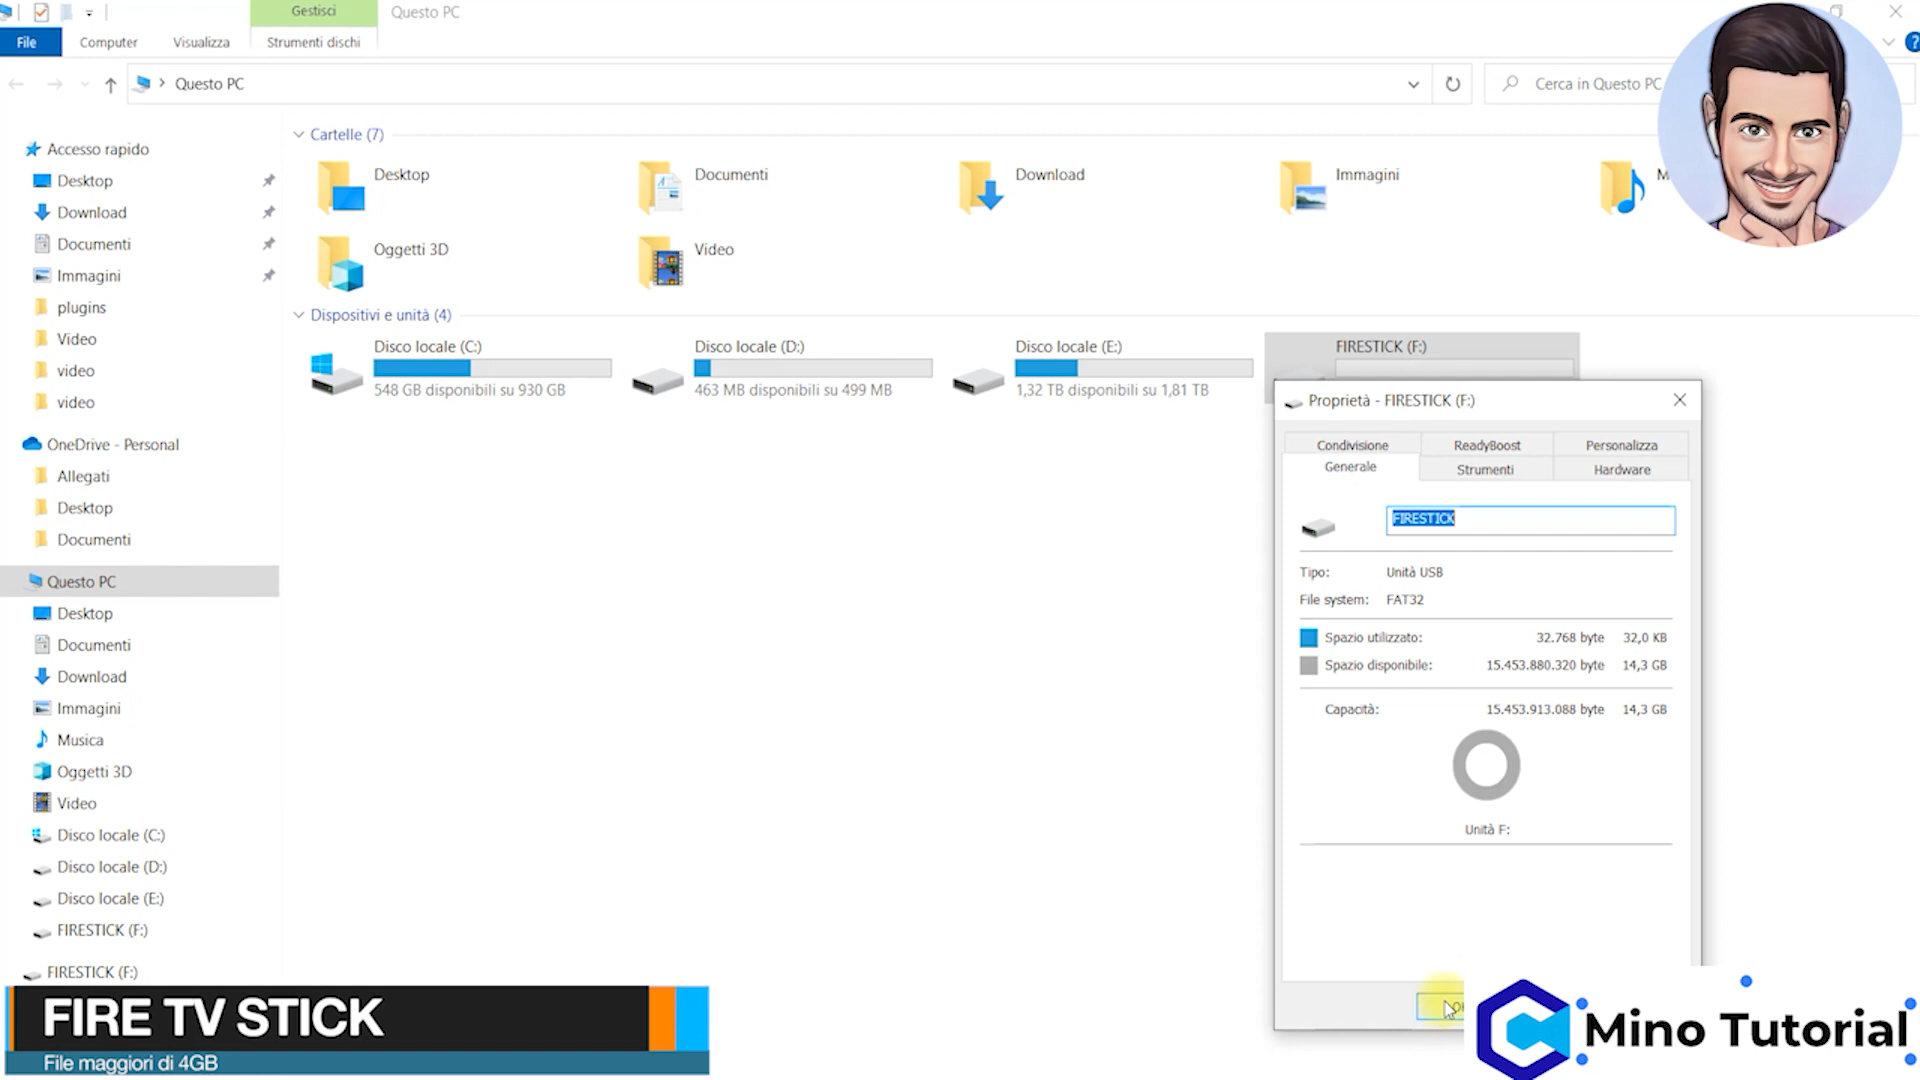 Gestisci
Questo PC
File
Computer
Visualizza
Strumenti dischi
Questo PC
Cerca in Questo PC
Accesso rapido
Desktop
Download
Documenti
Immagini
plugins
Video
video
video
OneDrive - Personal
Allegati
Desktop
Documenti
Questo PC
Desktop
Documenti
Download
Immagini
Musica
Oggetti 3D
Video
Disco locale (C:)
Disco locale (D:)
Disco locale (E:)
FIRESTICK (F:)
FIRESTICK (F:)
Cartelle (7)
Desktop
Documenti
Download
Immagini
Oggetti 3D
Video
Dispositivi e unità (4)
Disco locale (C:)
548 GB disponibili su 930 GB
Disco locale (D:)
463 MB disponibili su 499 MB
Disco locale (E:)
1,32 TB disponibili su 1,81 TB
FIRESTICK (F:)
Proprietà - FIRESTICK (F:)
Condivisione ReadyBoost Personalizza
Generale Strumenti Hardware
FIRESTICK
Tipo: Unità USB
File system: FAT32
Spazio utilizzato: 32.768 byte 32,0 KB
Spazio disponibile: 15.453.880.320 byte 14,3 GB
Capacità: 15.453.913.088 byte 14,3 GB
Unità F:
FIRE TV STICK
File maggiori di 4GB
Mino Tutorial